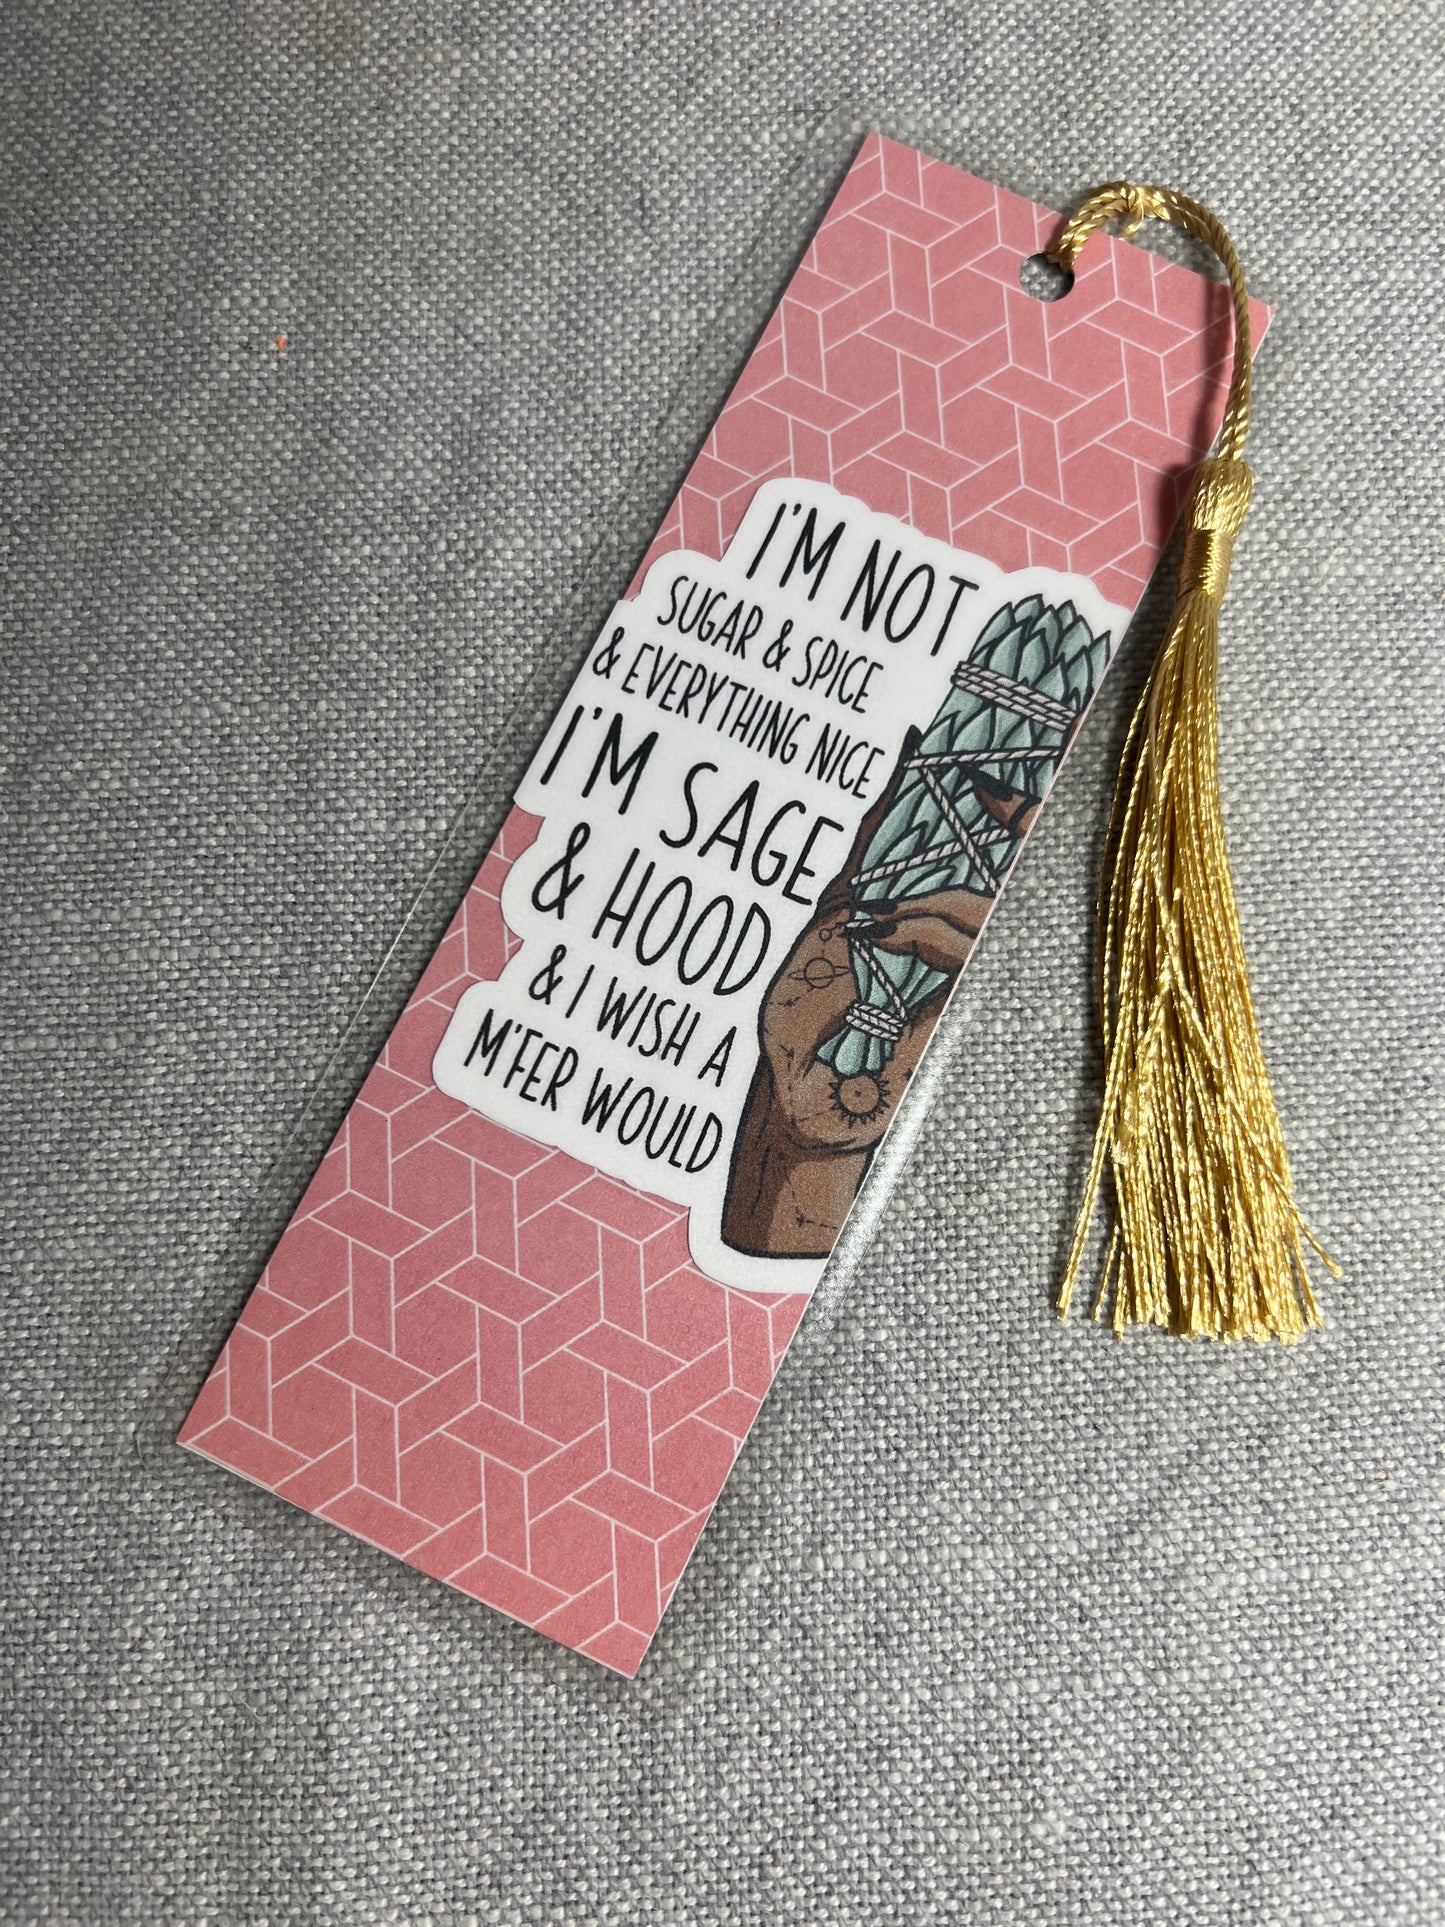 I'M NOT
SUGAR & SPICE
& EVERYTHING NICE
I'M SAGE
& HOOD
& I WISH A
M'FER WOULD